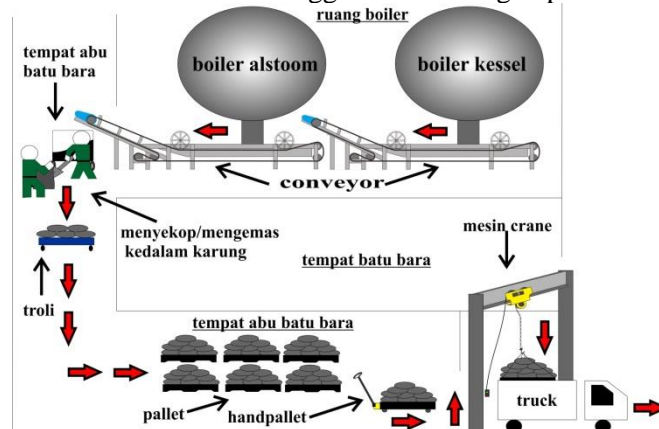 ruang boiler
tempat abu
batu bara
boiler alstoom
boiler kessel
conveyor
menyekop/mengemas
kedalam karung
mesin crane
tempat batu bara
troli
tempat abu batu bara
pallet
handpallet
truck